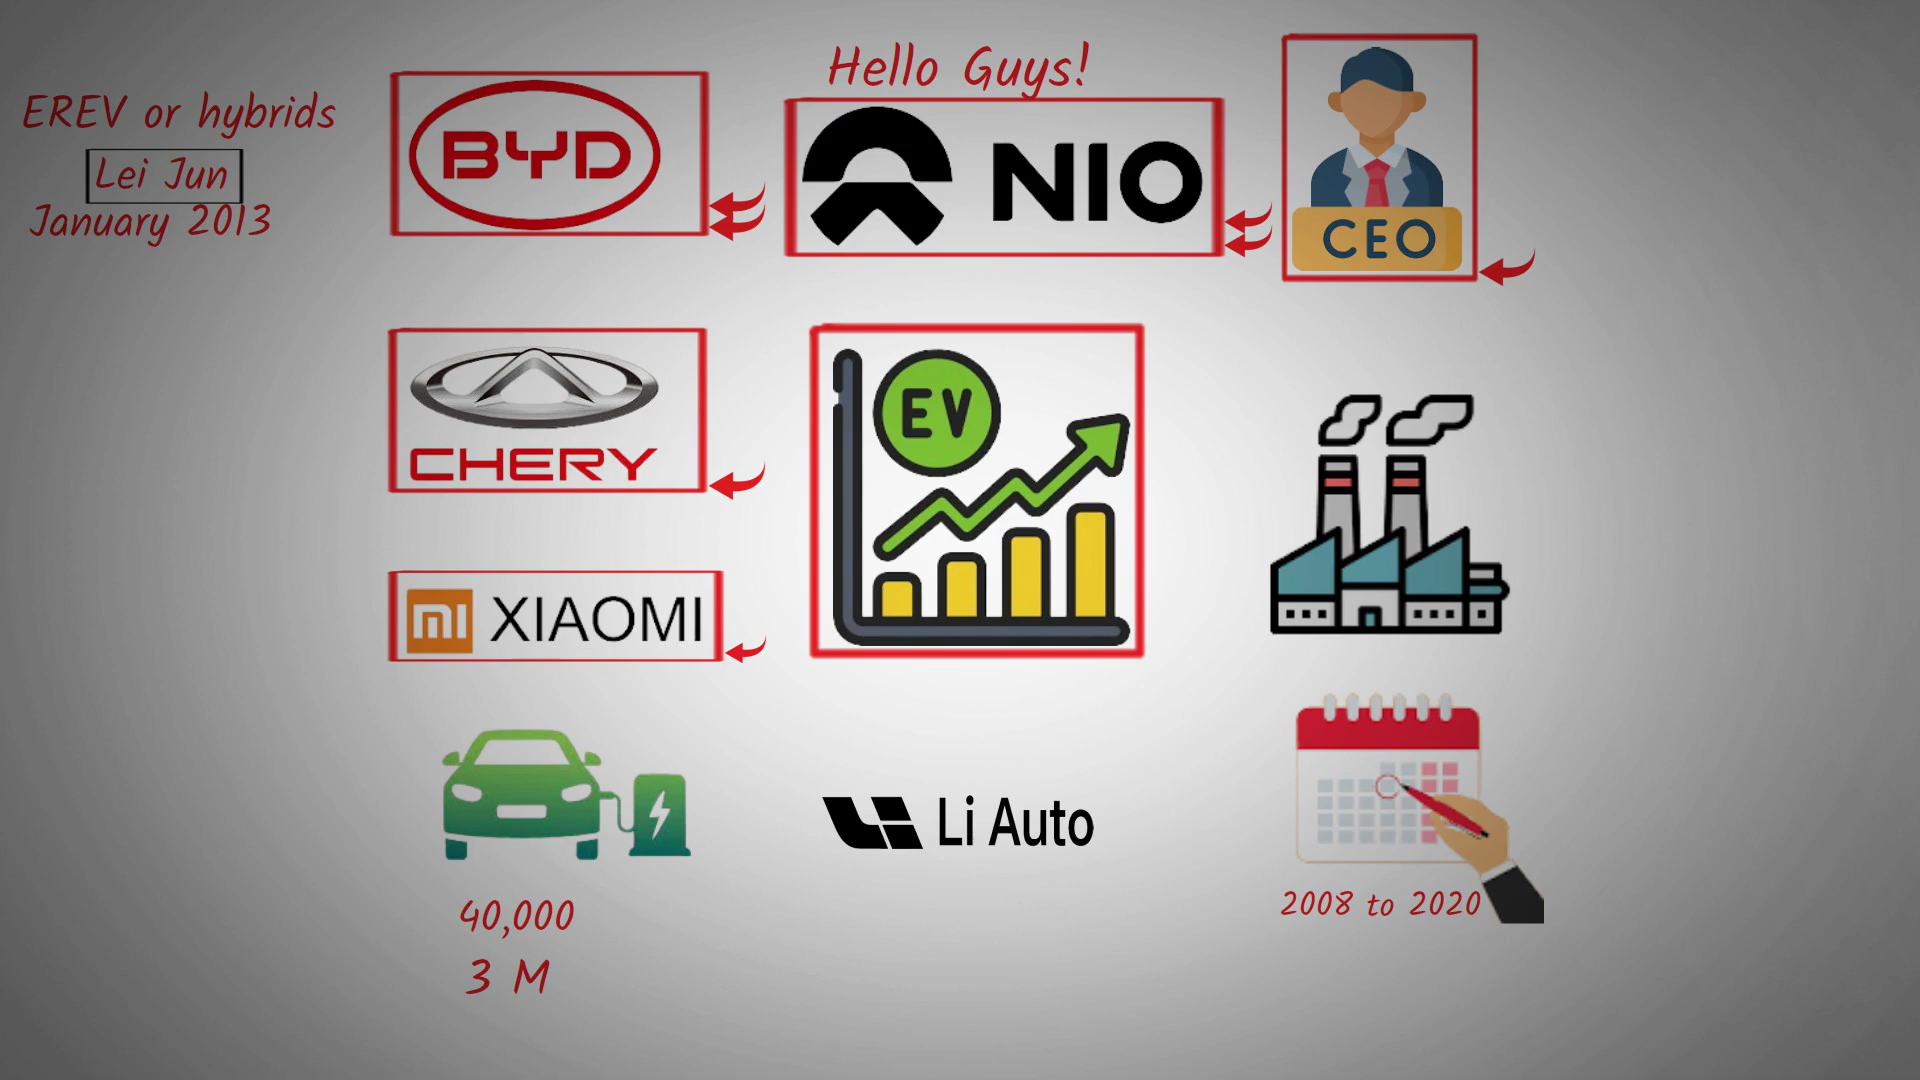 Hello Guys!
EREV or hybrids
Lei Jun
January 2013
BYD
NIO
CEO
CHERY
EV
mi XIAOMI
Li Auto
40,000
3 M
2008 to 2020